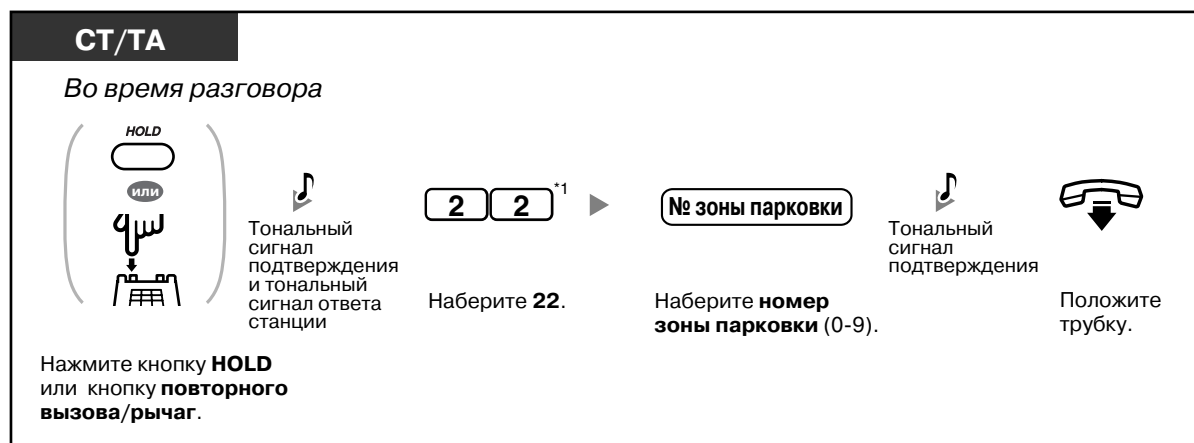 СТ/ТА
Во время разговора
HOLD
или
Тональный
сигнал
подтверждения
и тональный
сигнал ответа
станции
Нажмите кнопку HOLD
или кнопку повторного
вызова/рычаг.
2 2 *1
Наберите 22.
№ зоны парковки
Наберите номер
зоны парковки (0-9).
Тональный
сигнал
подтверждения
Положите
трубку.